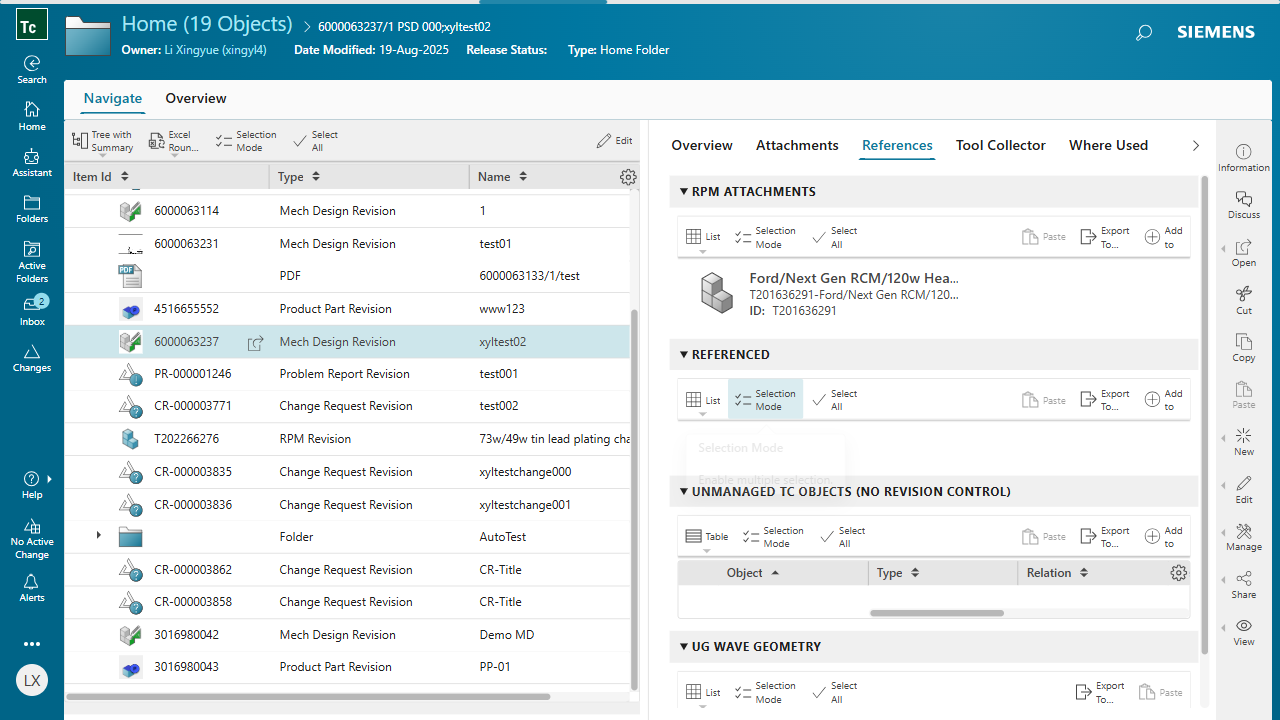 Tc
Home (19 Objects)
6000063237/1 PSD 000;xyltest02
Owner: Li Xingyue (xingyl4)
Date Modified: 19-Aug-2025
Release Status:
Type: Home Folder
SIEMENS
Search
Home
Assistant
Folders
Active
Folders
2
Inbox
Changes
Help
No Active
Change
Alerts
LX
Navigate
Overview
Tree with
Summary
Excel
Roun...
Selection
Mode
Select
All
Edit
Item Id
Type
Name
6000063114
Mech Design Revision
1
6000063231
Mech Design Revision
test01
PDF
PDF
6000063133/1/test
4516655552
Product Part Revision
www123
6000063237
Mech Design Revision
xyltest02
PR-000001246
Problem Report Revision
test001
CR-000003771
Change Request Revision
test002
T202266276
RPM Revision
73w/49w tin lead plating cha
CR-000003835
Change Request Revision
xyltestchange000
CR-000003836
Change Request Revision
xyltestchange001
Folder
AutoTest
CR-000003862
Change Request Revision
CR-Title
CR-000003858
Change Request Revision
CR-Title
3016980042
Mech Design Revision
Demo MD
3016980043
Product Part Revision
PP-01
Overview
Attachments
References
Tool Collector
Where Used
RPM ATTACHMENTS
List
Selection
Mode
Select
All
Paste
Export
To...
Add
to
Ford/Next Gen RCM/120w Hea...
T201636291-Ford/Next Gen RCM/120...
ID: T201636291
REFERENCED
List
Selection
Mode
Select
All
Paste
Export
To...
Add
to
Selection Mode
Enable multiple selection.
UNMANAGED TC OBJECTS (NO REVISION CONTROL)
Table
Selection
Mode
Select
All
Paste
Export
To...
Add
to
Object
Type
Relation
UG WAVE GEOMETRY
List
Selection
Mode
Select
All
Export
To...
Paste
Information
Discuss
Open
Cut
Copy
Paste
New
Edit
Manage
Share
View